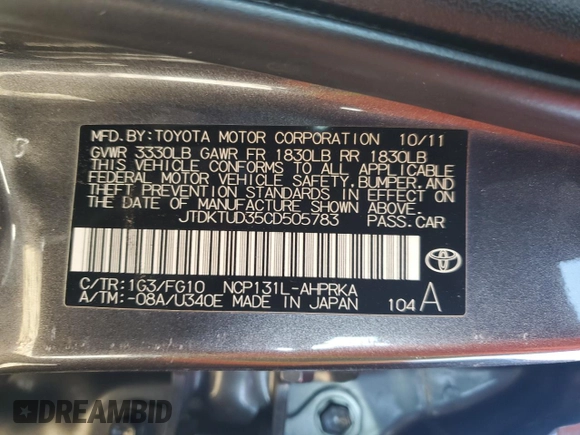 MFD.BY:TOYOTA MOTOR CORPORATION 10/11
GVWR 3330LB GAWR FR 1830LB RR 1830LB
THIS VEHICLE CONFORMS TO ALL APPLICABLE
FEDERAL MOTOR VEHICLE SAFETY,BUMPER,AND
THEFT PREVENTION STANDARDS IN EFFECT ON
THE DATE OF MANUFACTURE SHOWN ABOVE.
JTDKTUD35CD505783 PASS.CAR
C/TR:1G3/FG10 NCP131L-AHPRKA
A/TM:-08A/U340E MADE IN JAPAN 104 A
DREAMBID